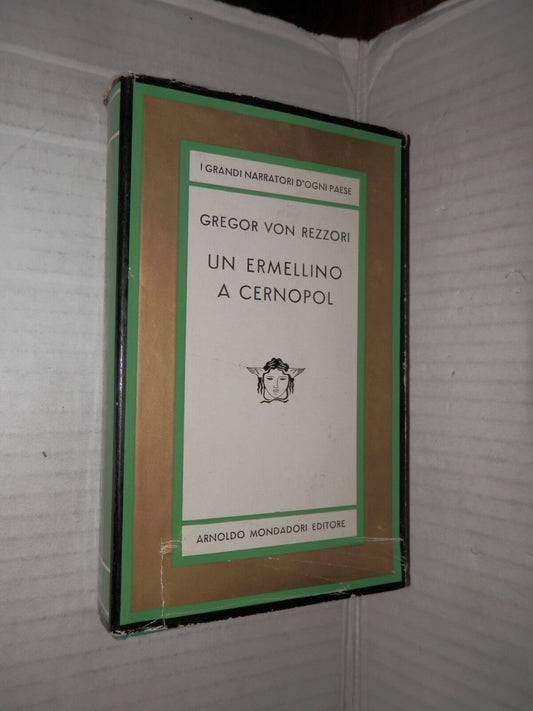 I GRANDI NARRATORI D'OGNI PAESE
GREGOR VON REZZORI
UN ERMELLINO
A CERNOPOL
ARNOLDO MONDADORI EDITORE